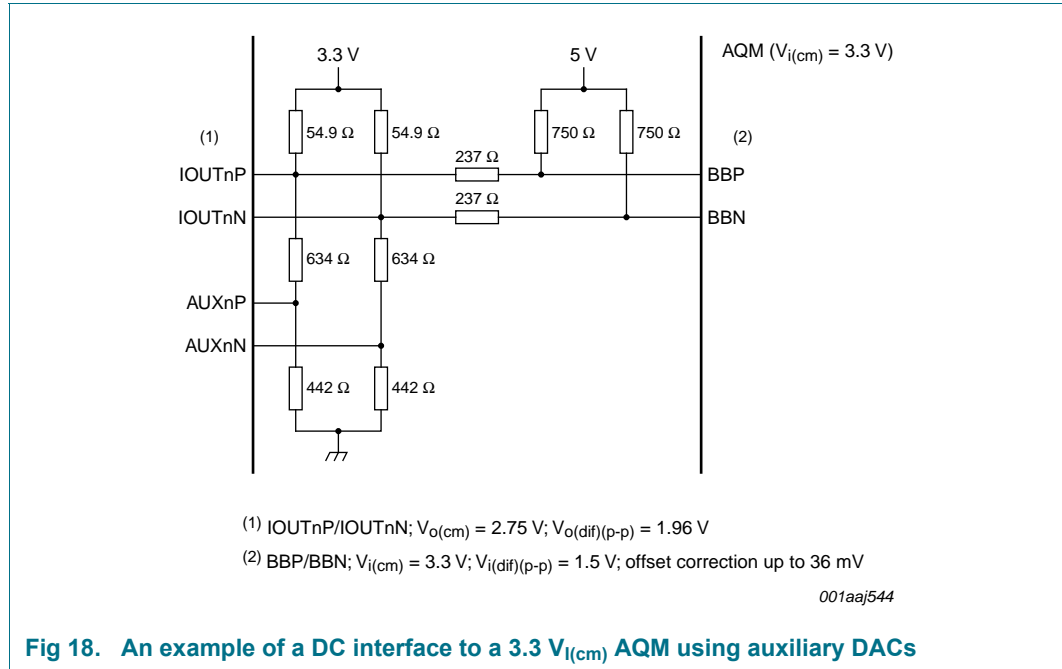 3.3 V
5 V
AQM (Vi(cm) = 3.3 V)
54.9 Ω
54.9 Ω
750 Ω
750 Ω
(1)
(2)
237 Ω
IOUTnP
BBP
237 Ω
IOUTnN
BBN
634 Ω
634 Ω
AUXnP
AUXnN
442 Ω
442 Ω
(1) IOUTnP/IOUTnN; Vo(cm) = 2.75 V; Vo(dif)(p-p) = 1.96 V
(2) BBP/BBN; Vi(cm) = 3.3 V; Vi(dif)(p-p) = 1.5 V; offset correction up to 36 mV
001aaj544
Fig 18. An example of a DC interface to a 3.3 VI(cm) AQM using auxiliary DACs